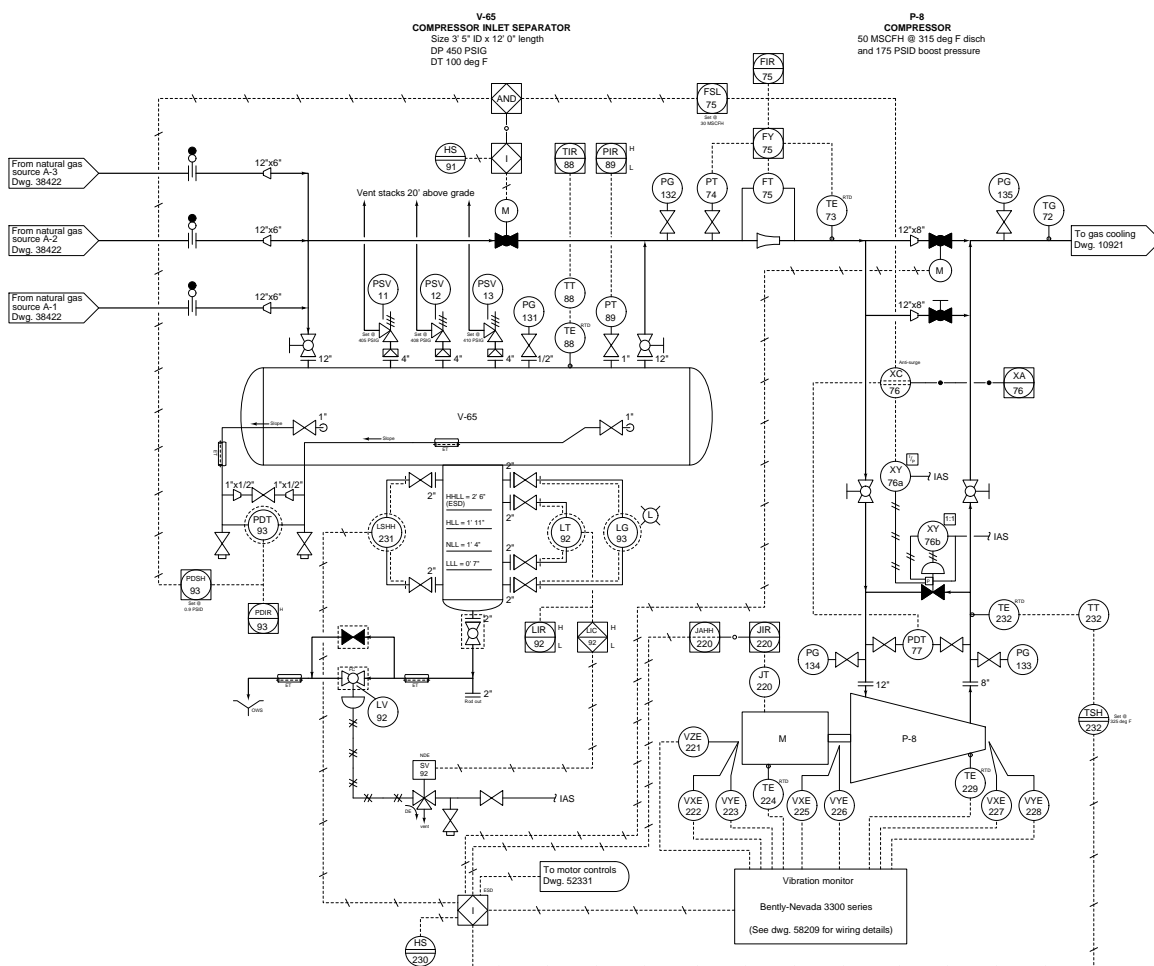 V-65
COMPRESSOR INLET SEPARATOR
Size 3' 5" ID x 12' 0" length
DP 450 PSIG
DT 100 deg F
P-8
COMPRESSOR
50 MSCFH @ 315 deg F disch
and 175 PSID boost pressure
FIR
75
AND
FSL
75
Set @
30 MSCFH
HS
91
I
TIR
88
PIR
89
H
L
FY
75
From natural gas
source A-3
Dwg. 38422
12"x6"
Vent stacks 20' above grade
M
PG
132
PT
74
FT
75
TE
73
RTD
PG
135
TG
72
From natural gas
source A-2
Dwg. 38422
12"x6"
12"x8"
To gas cooling
Dwg. 10921
M
From natural gas
source A-1
Dwg. 38422
12"x6"
PSV
11
PSV
12
PSV
13
TT
88
PG
131
PT
89
12"x8"
Set @
405 PSIG
Set @
408 PSIG
Set @
410 PSIG
TE
88
RTD
12"
4"
4"
4"
1/2"
1"
12"
Anti-surge
XC
76
XA
76
V-65
1"
1"
Slope
Slope
ET
ET
1"x1/2"
1"x1/2"
XY
76a
I/P
IAS
2"
2"
HHLL = 2' 6"
(ESD)
HLL = 1' 11"
NLL = 1' 4"
LLL = 0' 7"
2"
2"
2"
2"
PDT
93
LSHH
231
LT
92
LG
93
L
XY
76b
1:1
IAS
P
PDSH
93
Set @
0.9 PSID
PDIR
93
H
2"
LIR
92
H
L
LIC
92
H
L
JAHH
220
JIR
220
TE
232
RTD
TT
232
PDT
77
PG
134
PG
133
FC
ET
ET
OWS
LV
92
2"
Rod out
JT
220
12"
8"
TSH
232
Set @
335 deg F
VZE
221
M
P-8
NDE
SV
92
DE
vent
IAS
TE
224
RTD
TE
229
RTD
VXE
222
VYE
223
VXE
225
VYE
226
VXE
227
VYE
228
To motor controls
Dwg. 52331
Vibration monitor
Bently-Nevada 3300 series
(See dwg. 58209 for wiring details)
ESD
I
HS
230